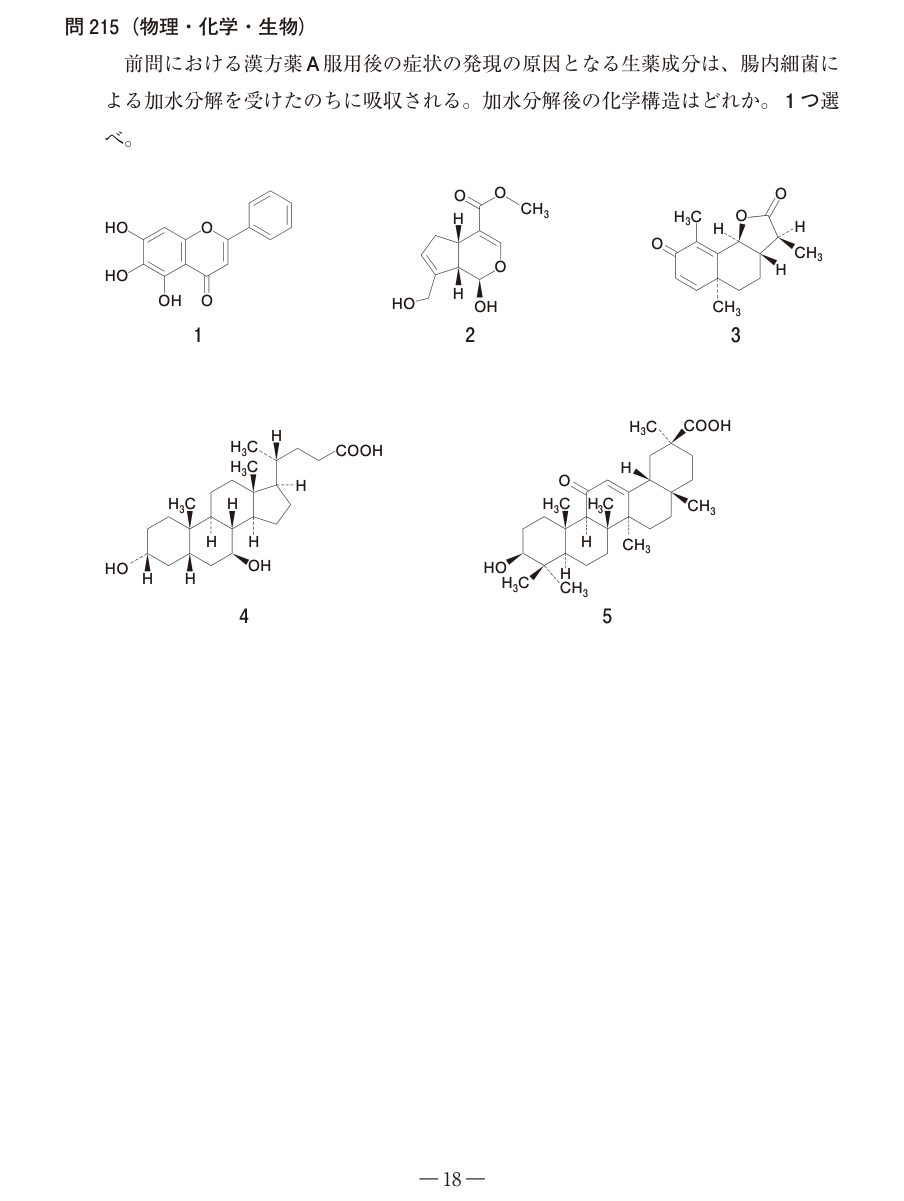 問 215(物理・化学・生物)
前問における漢方薬A服用後の症状の発現の原因となる生薬成分は、腸内細菌に
よる加水分解を受けたのちに吸収される。加水分解後の化学構造はどれか。1つ選
べ。
HO
HO
OH
O
O
1
O
O
CH3
H
O
H
OH
HO
2
H3C
O
H
O
O
H
CH3
H
CH3
3
H
H3C
COOH
H3C
H
H3C
H
H
H
HO
H
H
OH
4
H3C
COOH
H
O
H3C
H3C
CH3
H
CH3
HO
H
H3C
CH3
5
— 18 —